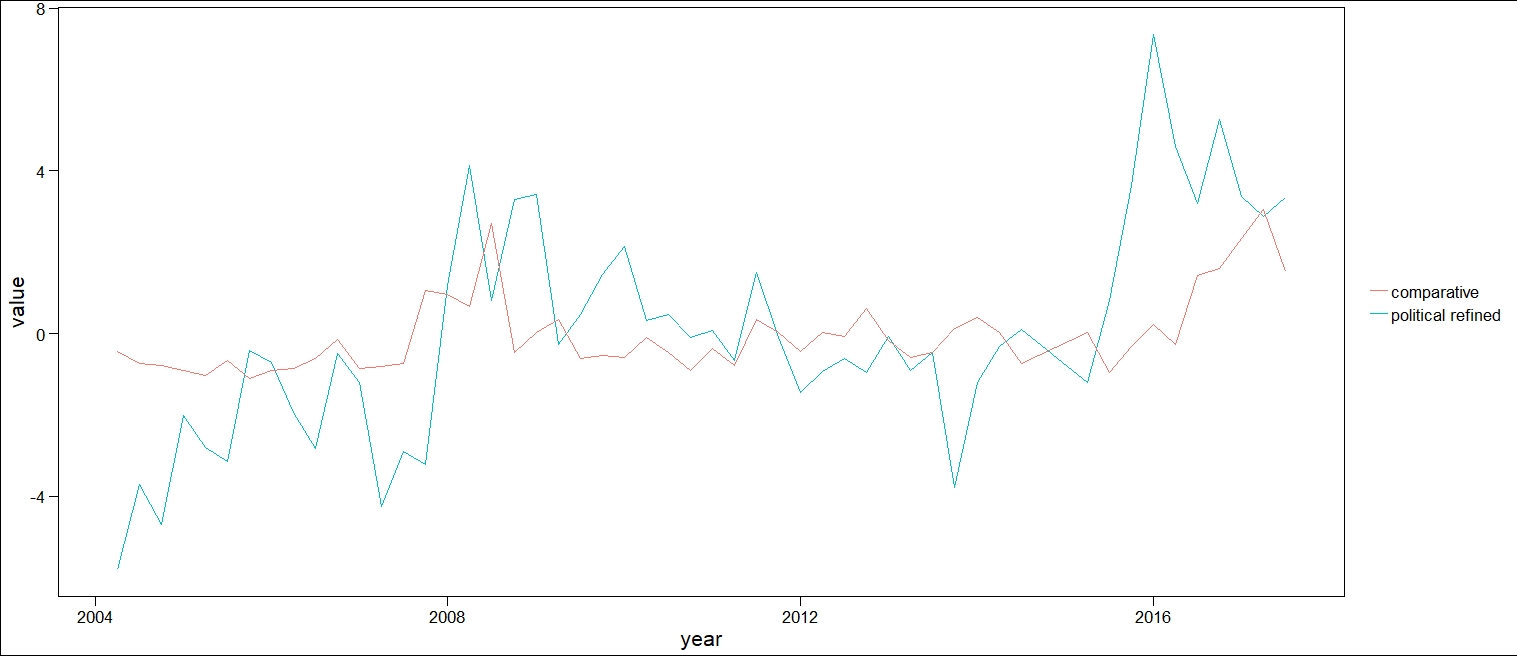 8
4
0
-4
value
2004
2008
2012
2016
year
comparative
political refined